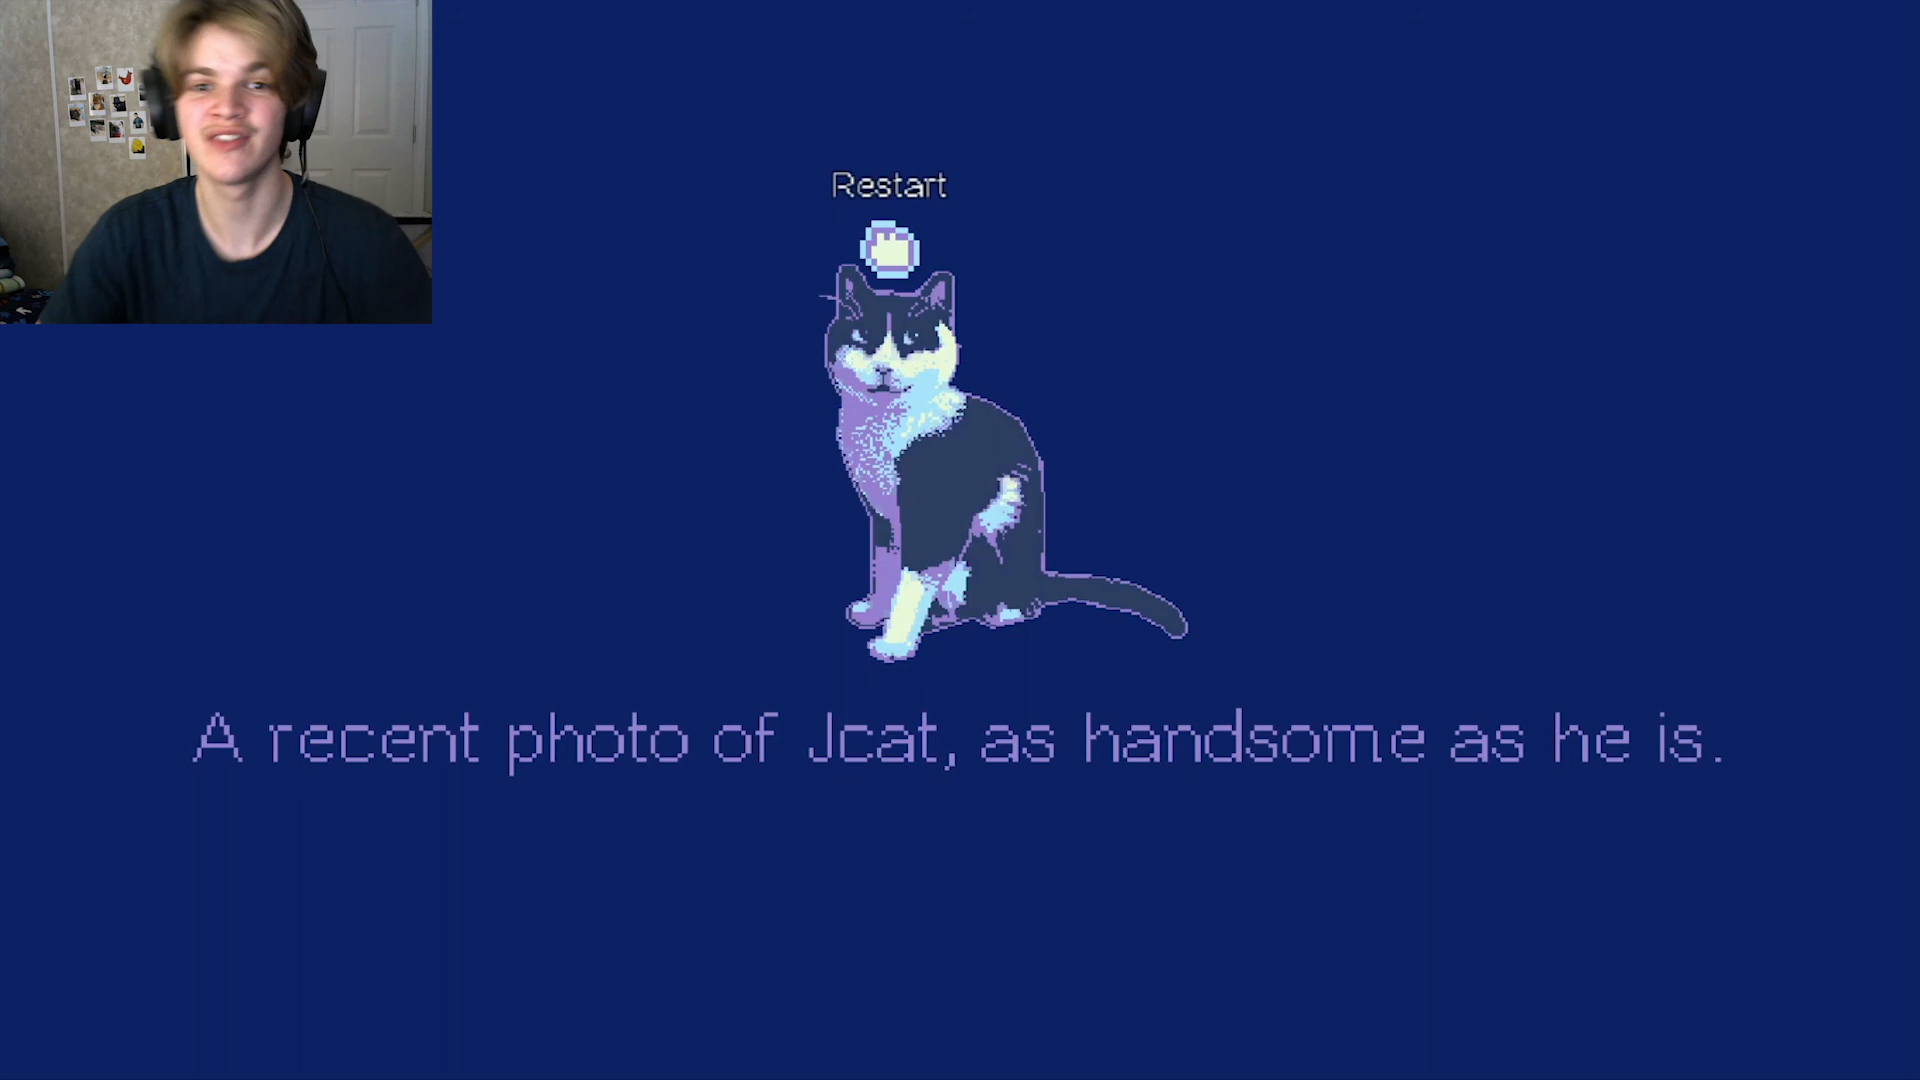 Restart
A recent photo of Jcat, as handsome as he is.